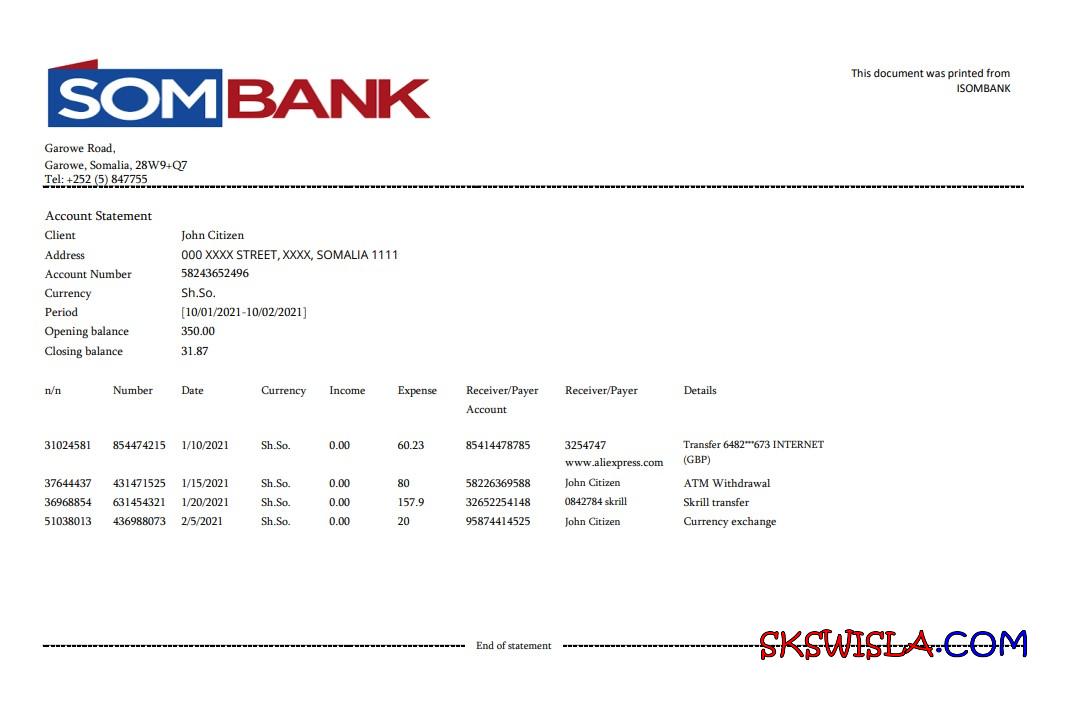 SOMBANK
This document was printed from
ISOMBANK
Garowe Road,
Garowe, Somalia, 28W9+Q7
Tel: +252 (5) 847755
Account Statement
Client John Citizen
Address 000 XXXX STREET, XXXX, SOMALIA 1111
Account Number 58243652496
Currency Sh.So.
Period [10/01/2021-10/02/2021]
Opening balance 350.00
Closing balance 31.87
n/n Number Date Currency Income Expense Receiver/Payer Receiver/Payer Details
Account
31024581 854474215 1/10/2021 Sh.So. 0.00 60.23 85414478785 3254747 Transfer 6482***673 INTERNET
www.aliexpress.com (GBP)
37644437 431471525 1/15/2021 Sh.So. 0.00 80 58226369588 John Citizen ATM Withdrawal
36968854 631454321 1/20/2021 Sh.So. 0.00 157.9 32652254148 0842784 skrill Skrill transfer
51038013 436988073 2/5/2021 Sh.So. 0.00 20 95874414525 John Citizen Currency exchange
End of statement
SKSWISLA.COM